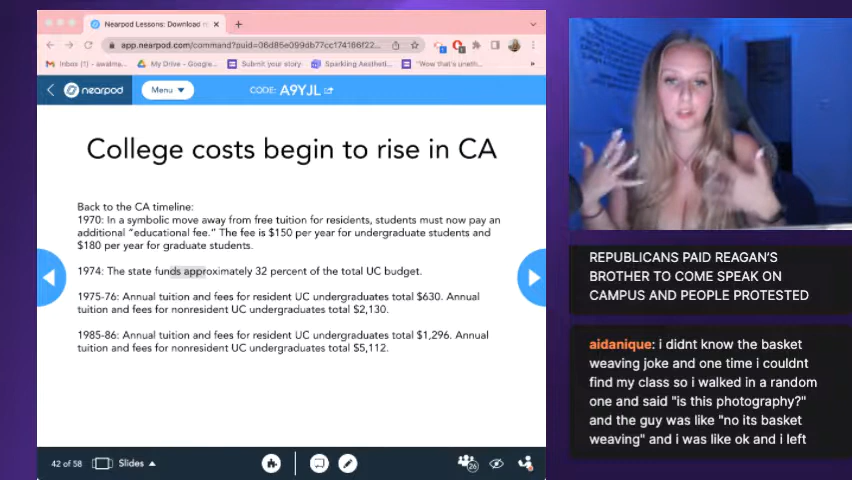 Nearpod Lessons: Download r
app.nearpod.com/command?puid=06d85e099db77cc174166f22...
Inbox (1) - awalma...
My Drive - Google...
Submit your story
Sparkling Aestheti...
"Wow that's uneth...
nearpod
Menu
CODE: A9YJL
College costs begin to rise in CA
Back to the CA timeline:
1970: In a symbolic move away from free tuition for residents, students must now pay an
additional "educational fee." The fee is $150 per year for undergraduate students and
$180 per year for graduate students.
1974: The state funds approximately 32 percent of the total UC budget.
1975-76: Annual tuition and fees for resident UC undergraduates total $630. Annual
tuition and fees for nonresident UC undergraduates total $2,130.
1985-86: Annual tuition and fees for resident UC undergraduates total $1,296. Annual
tuition and fees for nonresident UC undergraduates total $5,112.
42 of 58
Slides
26
REPUBLICANS PAID REAGAN'S
BROTHER TO COME SPEAK ON
CAMPUS AND PEOPLE PROTESTED
aidanique: i didnt know the basket
weaving joke and one time i couldnt
find my class so i walked in a random
one and said "is this photography?"
and the guy was like "no its basket
weaving" and i was like ok and i left